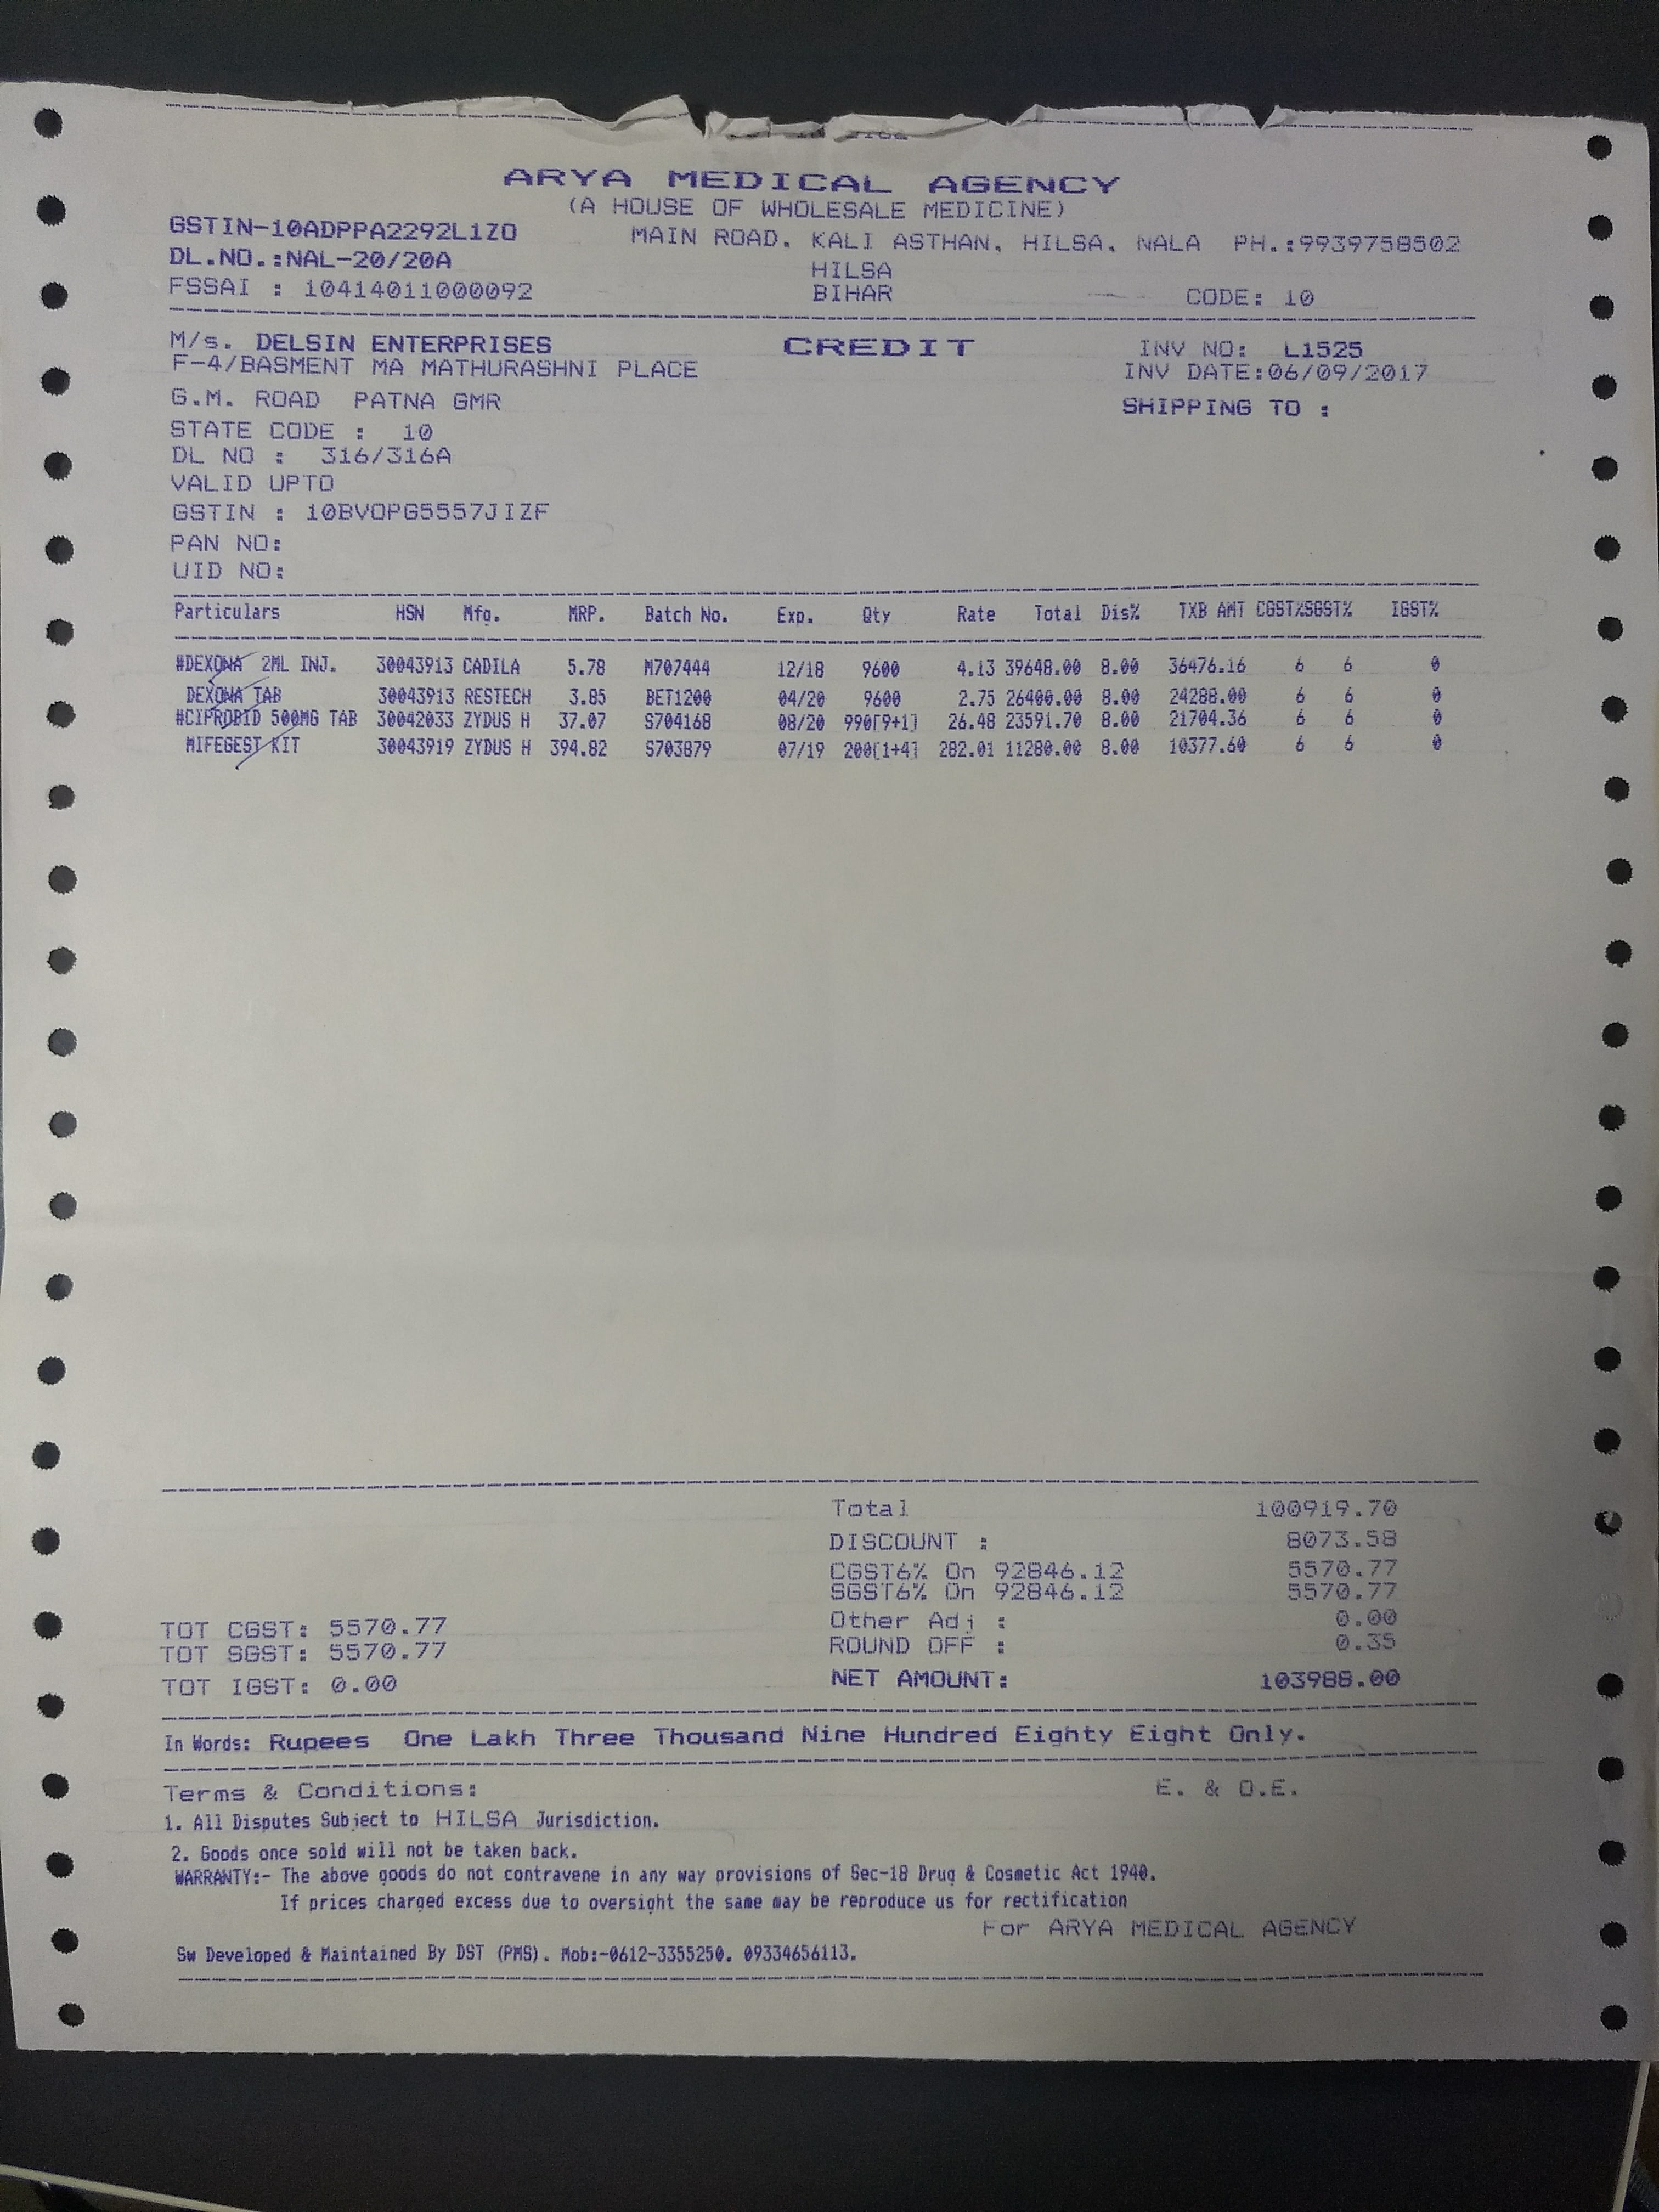 ARYA MEDICAL AGENCY
(A HOUSE OF WHOLESALE MEDICINE)
GSTIN-10ADPPA2292L1ZO MAIN ROAD, KALI ASTHAN, HILSA, NALA PH.:9939758502
DL.NO.:NAL-20/20A HILSA
FSSAI : 10414011000092 BIHAR CODE: 10
M/s. DELSIN ENTERPRISES CREDIT INV NO: L1525
F-4/BASMENT MA MATHURASHNI PLACE INV DATE:06/09/2017
G.M. ROAD PATNA GMR SHIPPING TO :
STATE CODE : 10
DL NO : 316/316A
VALID UPTO
GSTIN : 10BVOPG5557JIZF
PAN NO:
UID NO:
Particulars HSN Mfg. MRP. Batch No. Exp. Qty Rate Total Dis% TXB AMT CGST%SGST% IGST%
#DEXONA 2ML INJ. 30043913 CADILA 5.78 M707444 12/18 9600 4.13 39648.00 8.00 36476.16 6 6 0
DEXONA TAB 30043913 RESTECH 3.85 BET1200 04/20 9600 2.75 26400.00 8.00 24288.00 6 6 0
#CIPROBID 500MG TAB 30042033 ZYDUS H 37.07 S704168 08/20 990[9+1] 26.48 23591.70 8.00 21704.36 6 6 0
MIFEGEST KIT 30043919 ZYDUS H 394.82 S703879 07/19 200[1+4] 282.01 11280.00 8.00 10377.60 6 6 0
Total 100919.70
DISCOUNT : 8073.58
CGST6% On 92846.12 5570.77
SGST6% On 92846.12 5570.77
TOT CGST: 5570.77 Other Adj : 0.00
TOT SGST: 5570.77 ROUND OFF : 0.35
TOT IGST: 0.00 NET AMOUNT: 103988.00
In Words: Rupees One Lakh Three Thousand Nine Hundred Eighty Eight Only.
Terms & Conditions: E. & O.E.
1. All Disputes Subject to HILSA Jurisdiction.
2. Goods once sold will not be taken back.
WARRANTY:- The above goods do not contravene in any way provisions of Sec-18 Drug & Cosmetic Act 1940.
If prices charged excess due to oversight the same may be reproduce us for rectification
For ARYA MEDICAL AGENCY
Sw Developed & Maintained By DST (PMS). Mob:-0612-3355250. 09334656113.